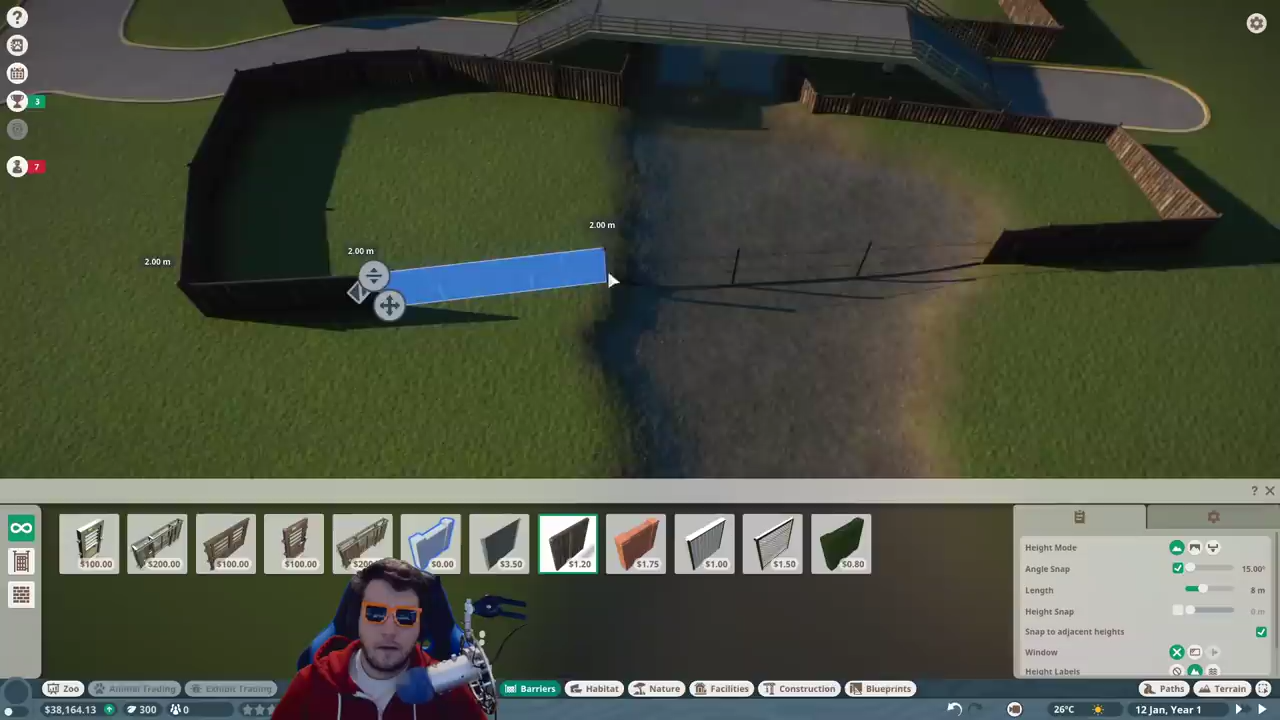 ?
3
7
2.00 m
2.00 m
2.00 m
? ×
$100.00 $200.00 $100.00 $100.00 $0.00 $3.50 $1.20 $1.75 $1.00 $1.50 $0.80
Height Mode
Angle Snap 15.00°
Length 8 m
Height Snap 0 m
Snap to adjacent heights
Window
Height Labels
Zoo Animal Trading Exhibit Trading Barriers Habitat Nature Facilities Construction Blueprints Paths Terrain
$38,164.13 300 0 26°C 12 Jan, Year 1